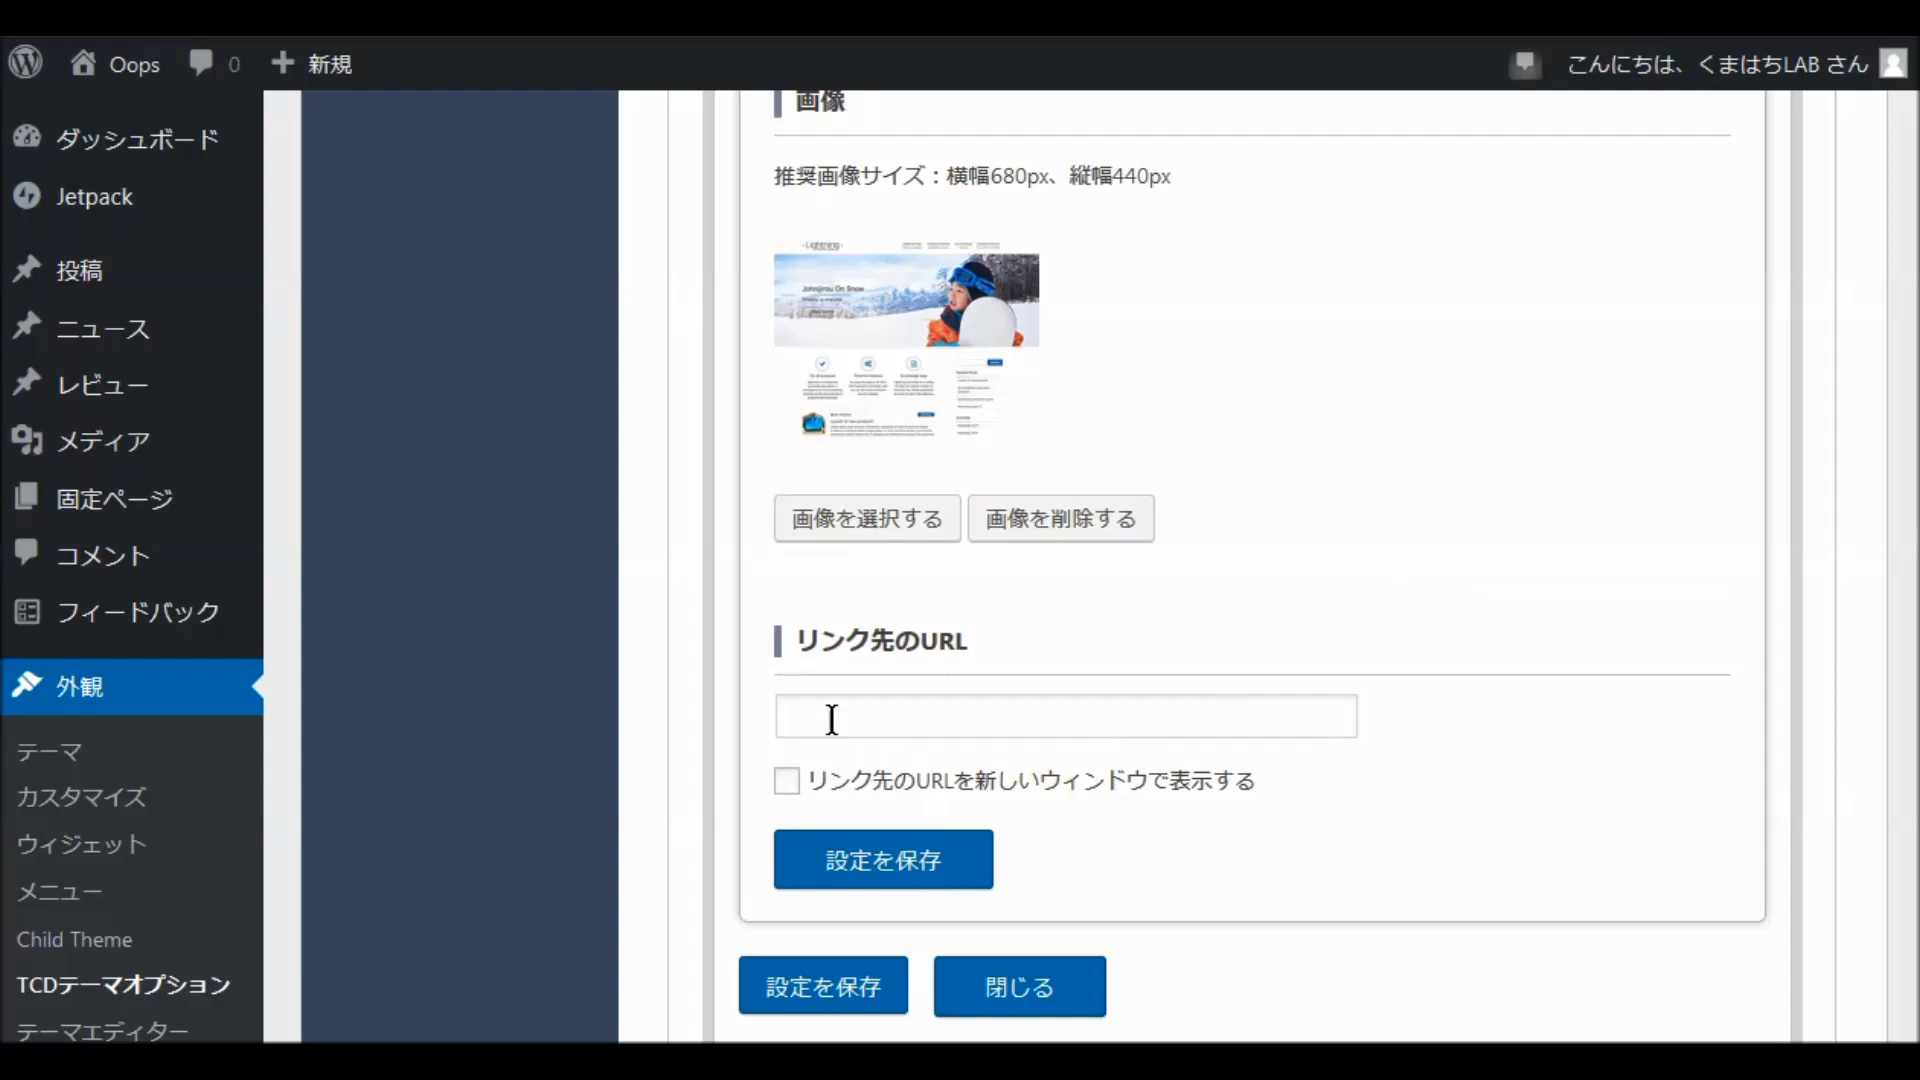 Oops
0
新規
こんにちは、くまはちLAB さん
ダッシュボード
Jetpack
投稿
ニュース
レビュー
メディア
固定ページ
コメント
フィードバック
外観
テーマ
カスタマイズ
ウィジェット
メニュー
Child Theme
TCDテーマオプション
テーマエディター
画像
推奨画像サイズ：横幅680px、縦幅440px
- Lightning -
Johnjirou On Snow
画像を選択する
画像を削除する
リンク先のURL
リンク先のURLを新しいウィンドウで表示する
設定を保存
設定を保存
閉じる